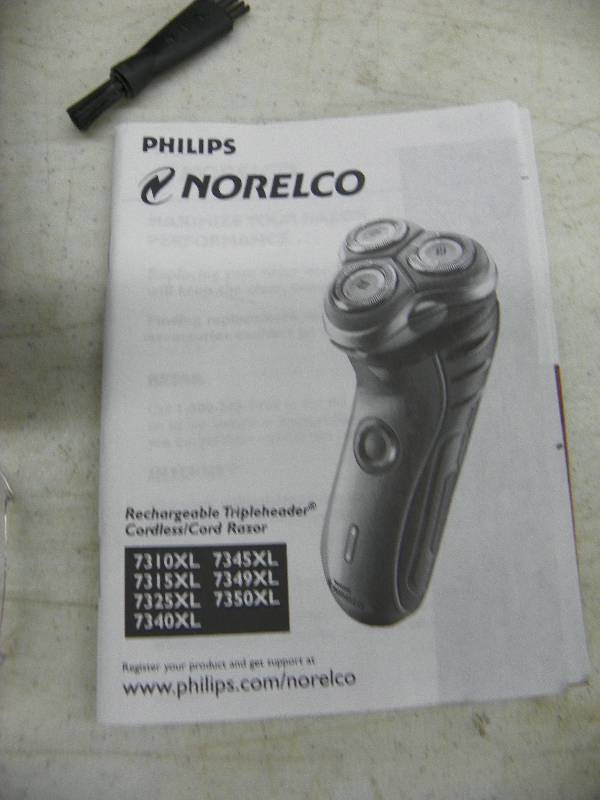 PHILIPS
NORELCO
Rechargeable Tripleheader®
Cordless/Cord Razor
7310XL 7345XL
7315XL 7349XL
7325XL 7350XL
7340XL
Register your product and get support at
www.philips.com/norelco